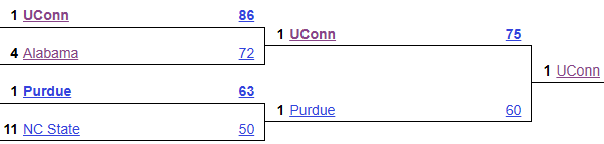 1 UConn 86
4 Alabama 72
1 Purdue 63
11 NC State 50
1 UConn 75
1 Purdue 60
1 UConn